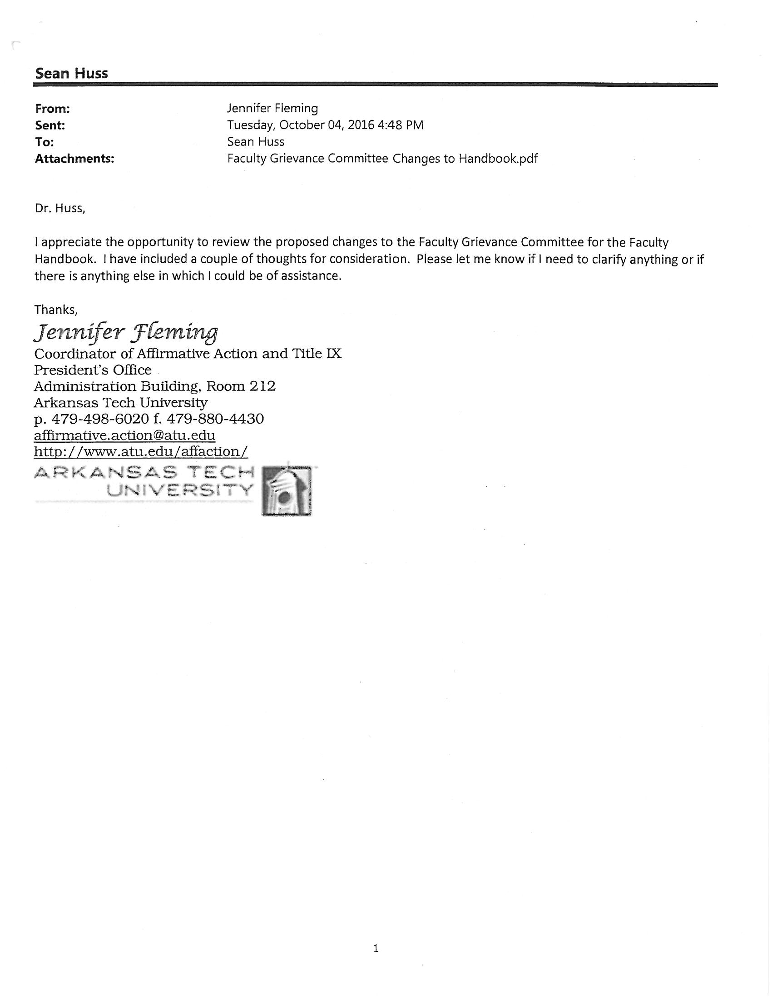 Sean Huss
From: Jennifer Fleming
Sent: Tuesday, October 04, 2016 4:48 PM
To: Sean Huss
Attachments: Faculty Grievance Committee Changes to Handbook.pdf
Dr. Huss,
I appreciate the opportunity to review the proposed changes to the Faculty Grievance Committee for the Faculty
Handbook.  I have included a couple of thoughts for consideration.  Please let me know if I need to clarify anything or if
there is anything else in which I could be of assistance.
Thanks,
Jennifer Fleming
Coordinator of Affirmative Action and Title IX
President's Office
Administration Building, Room 212
Arkansas Tech University
p. 479-498-6020 f. 479-880-4430
affirmative.action@atu.edu
http://www.atu.edu/affaction/
ARKANSAS TECH
UNIVERSITY
1